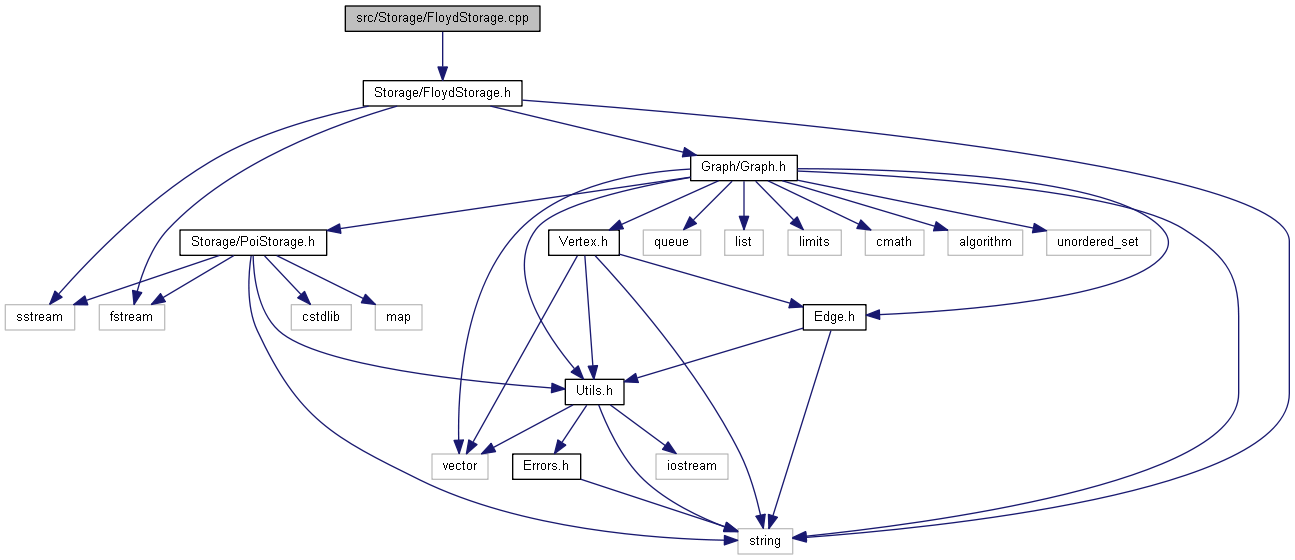 src/Storage/FloydStorage.cpp
Storage/FloydStorage.h
Graph/Graph.h
Storage/PoiStorage.h
Vertex.h
queue
list
limits
cmath
algorithm
unordered_set
sstream
fstream
cstdlib
map
Edge.h
Utils.h
vector
Errors.h
iostream
string